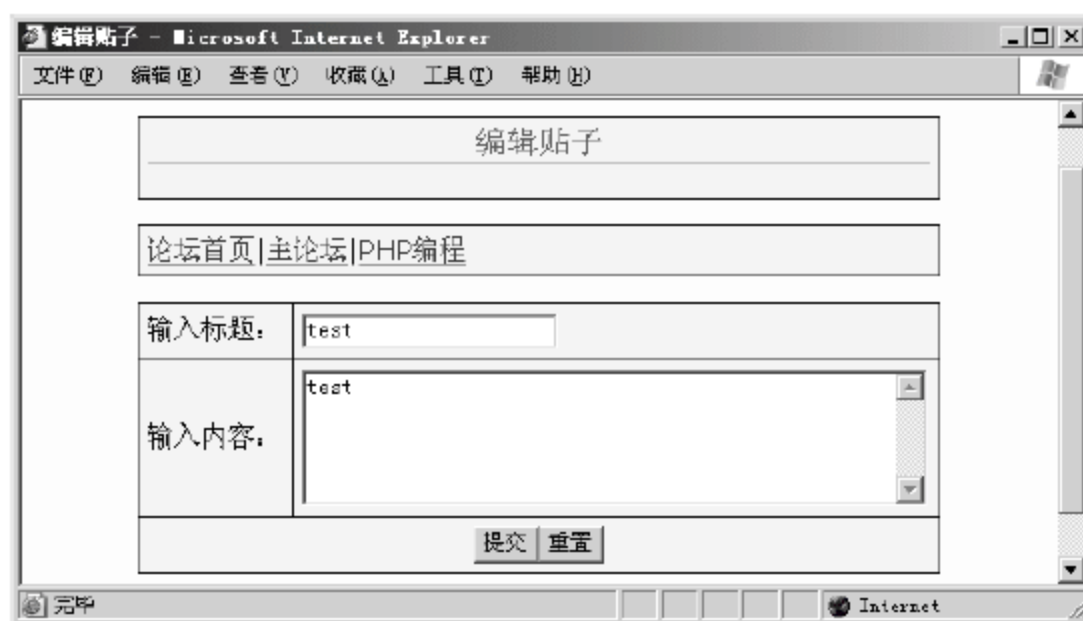 编辑贴子 - Microsoft Internet Explorer
文件(F) 编辑(E) 查看(V) 收藏(A) 工具(T) 帮助(H)
编辑贴子
论坛首页|主论坛|PHP编程
输入标题： test
test
输入内容：
提交 重置
完毕 Internet